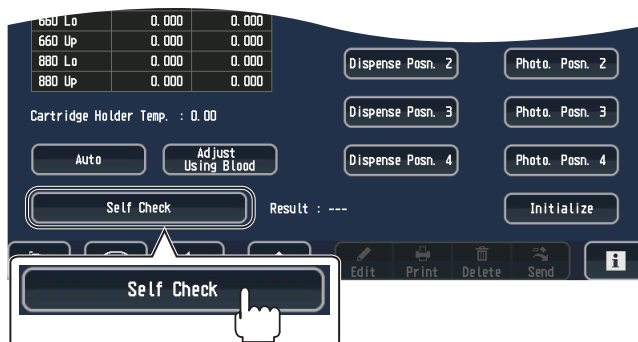 660 Lo 0.000 0.000
660 Up 0.000 0.000
880 Lo 0.000 0.000
880 Up 0.000 0.000
Dispense Posn. 2
Photo. Posn. 2
Cartridge Holder Temp. : 0.00
Dispense Posn. 3
Photo. Posn. 3
Auto
Adjust
Using Blood
Dispense Posn. 4
Photo. Posn. 4
Self Check
Result : ---
Initialize
Edit
Print
Delete
Send
i
Self Check